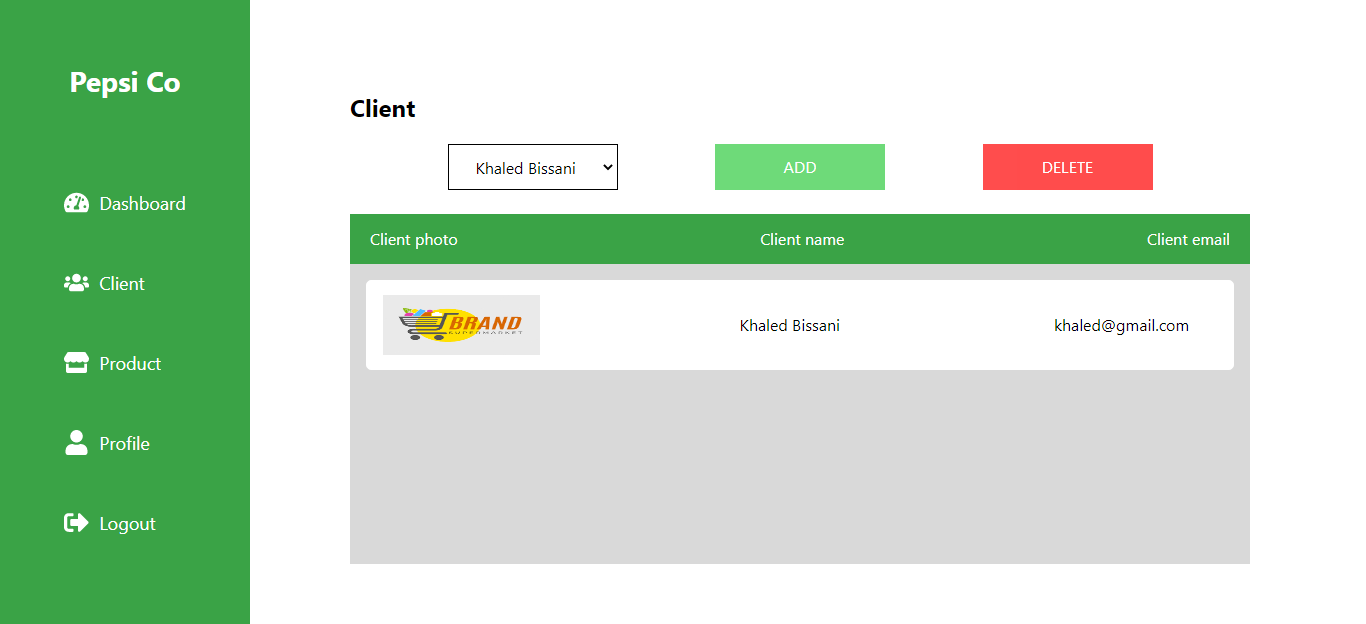 Pepsi Co
Dashboard
Client
Product
Profile
Logout
Client
Khaled Bissani
ADD
DELETE
Client photo
Client name
Client email
BRAND
SUPERMARKET
Khaled Bissani
khaled@gmail.com